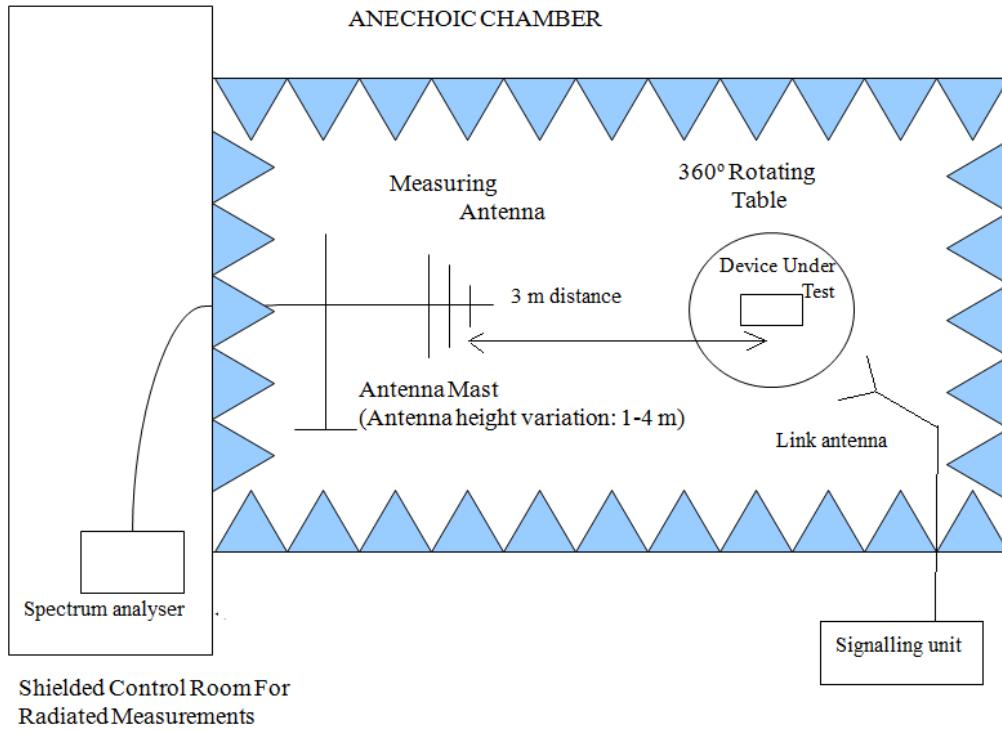 ANECHOIC CHAMBER
Measuring
Antenna
360° Rotating
Table
Device Under
Test
3 m distance
Antenna Mast
(Antenna height variation: 1-4 m)
Link antenna
Spectrum analyser
Signalling unit
Shielded Control Room For
Radiated Measurements